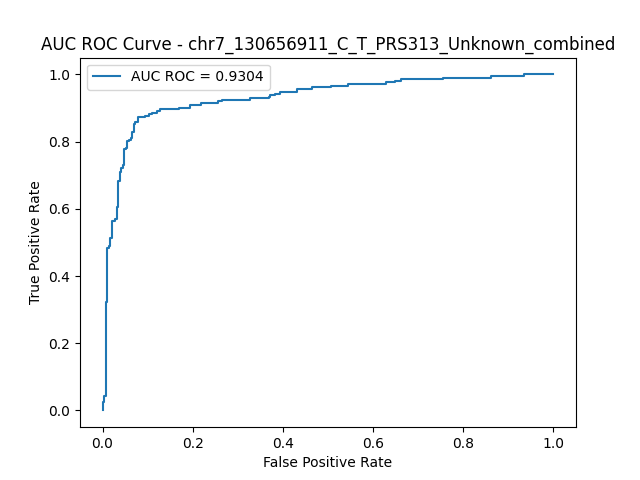 AUC ROC Curve - chr7_130656911_C_T_PRS313_Unknown_combined
AUC ROC = 0.9304
1.0
0.8
0.6
0.4
0.2
0.0
True Positive Rate
0.0 0.2 0.4 0.6 0.8 1.0
False Positive Rate